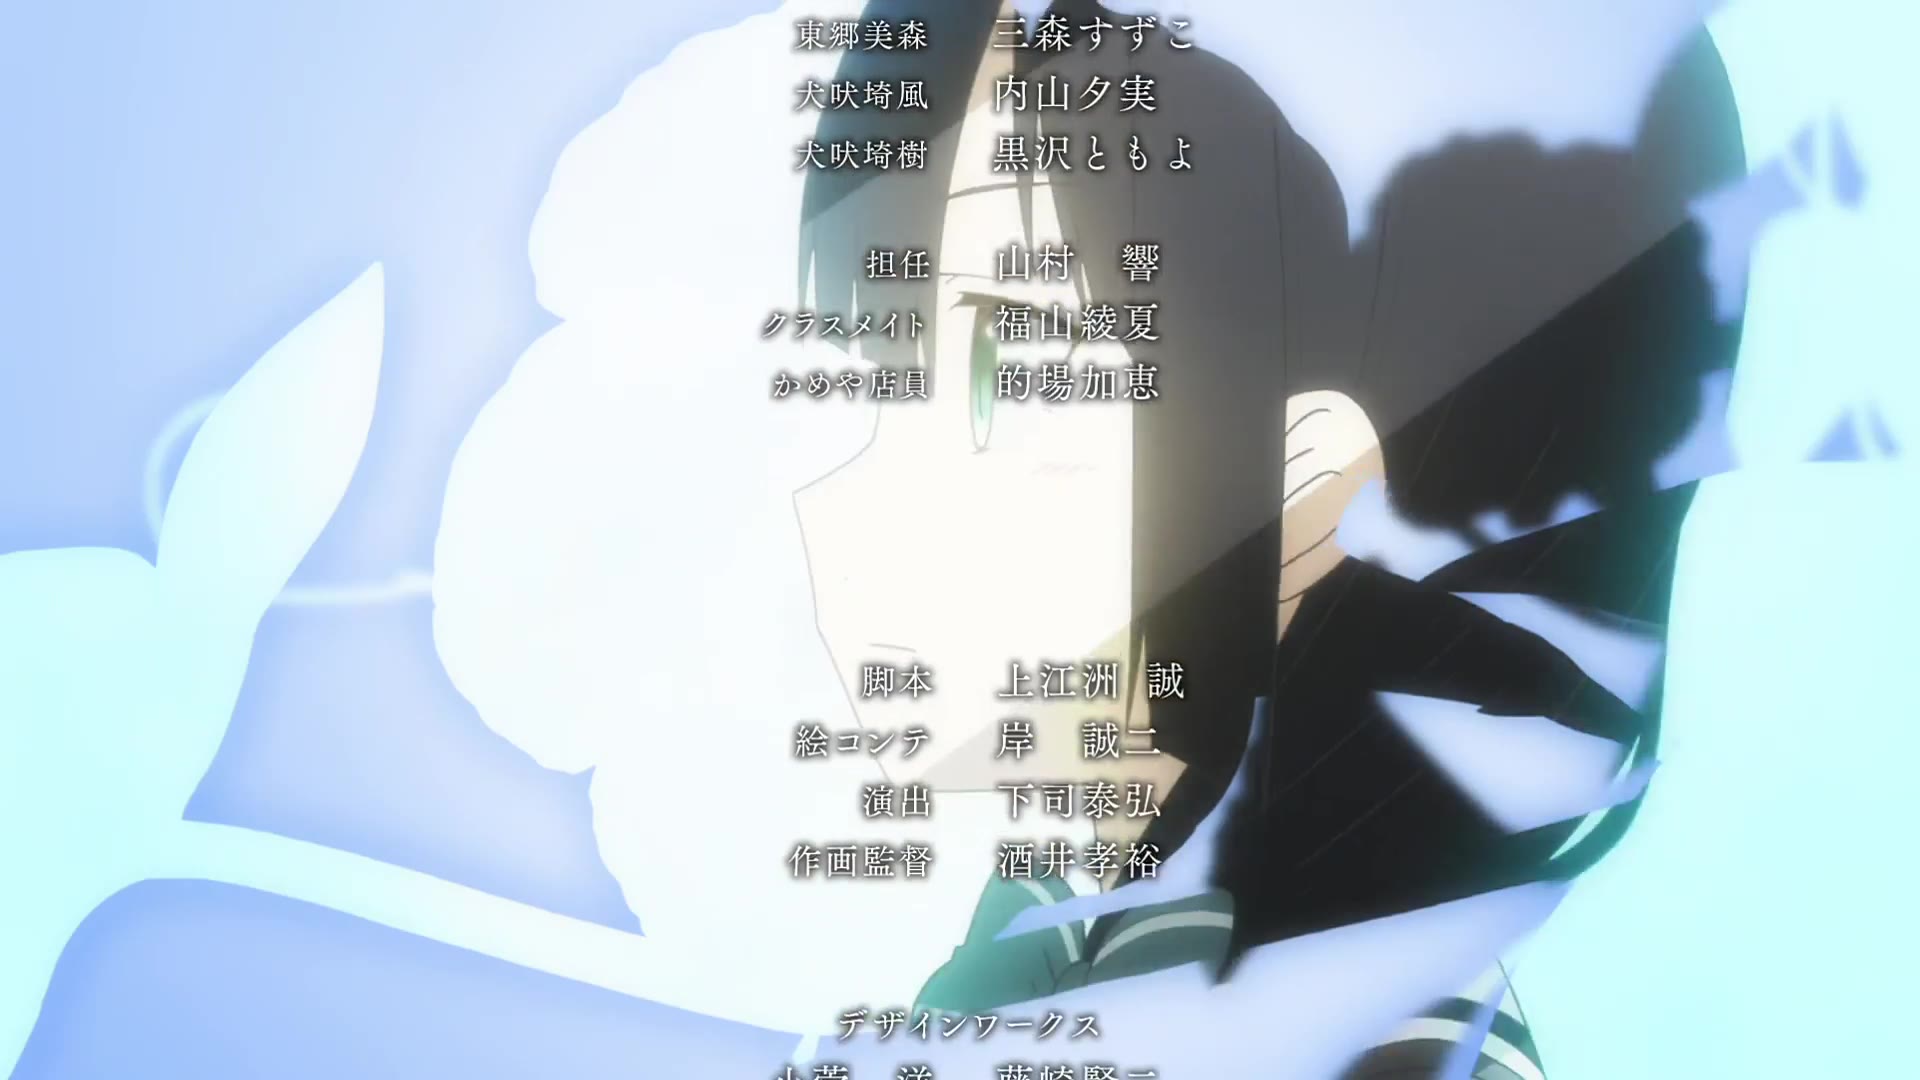 東郷美森 三森すずこ
犬吠埼風 内山夕実
犬吠埼樹 黒沢ともよ
担任 山村 響
クラスメイト 福山綾夏
かめや店員 的場加恵
脚本 上江洲 誠
絵コンテ 岸 誠二
演出 下司泰弘
作画監督 酒井孝裕
デザインワークス